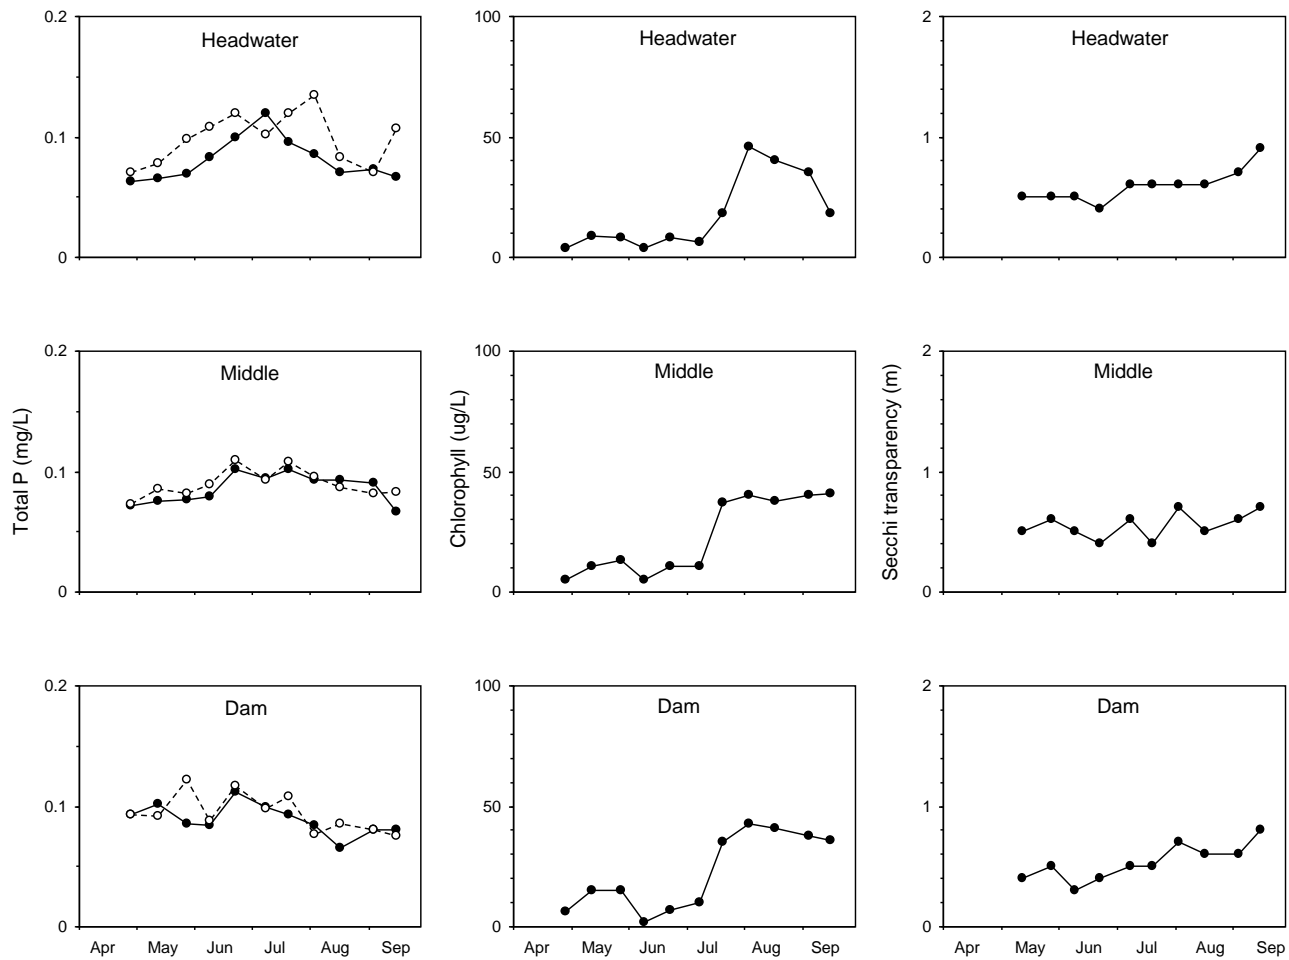 0.2
0.1
0
Headwater
100
50
0
Headwater
2
1
0
Headwater
Total P (mg/L)
0.2
0.1
0
Middle
Chlorophyll (ug/L)
100
50
0
Middle
Secchi transparency (m)
2
1
0
Middle
0.2
0.1
0
Dam
Apr May Jun Jul Aug Sep
100
50
0
Dam
Apr May Jun Jul Aug Sep
2
1
0
Dam
Apr May Jun Jul Aug Sep